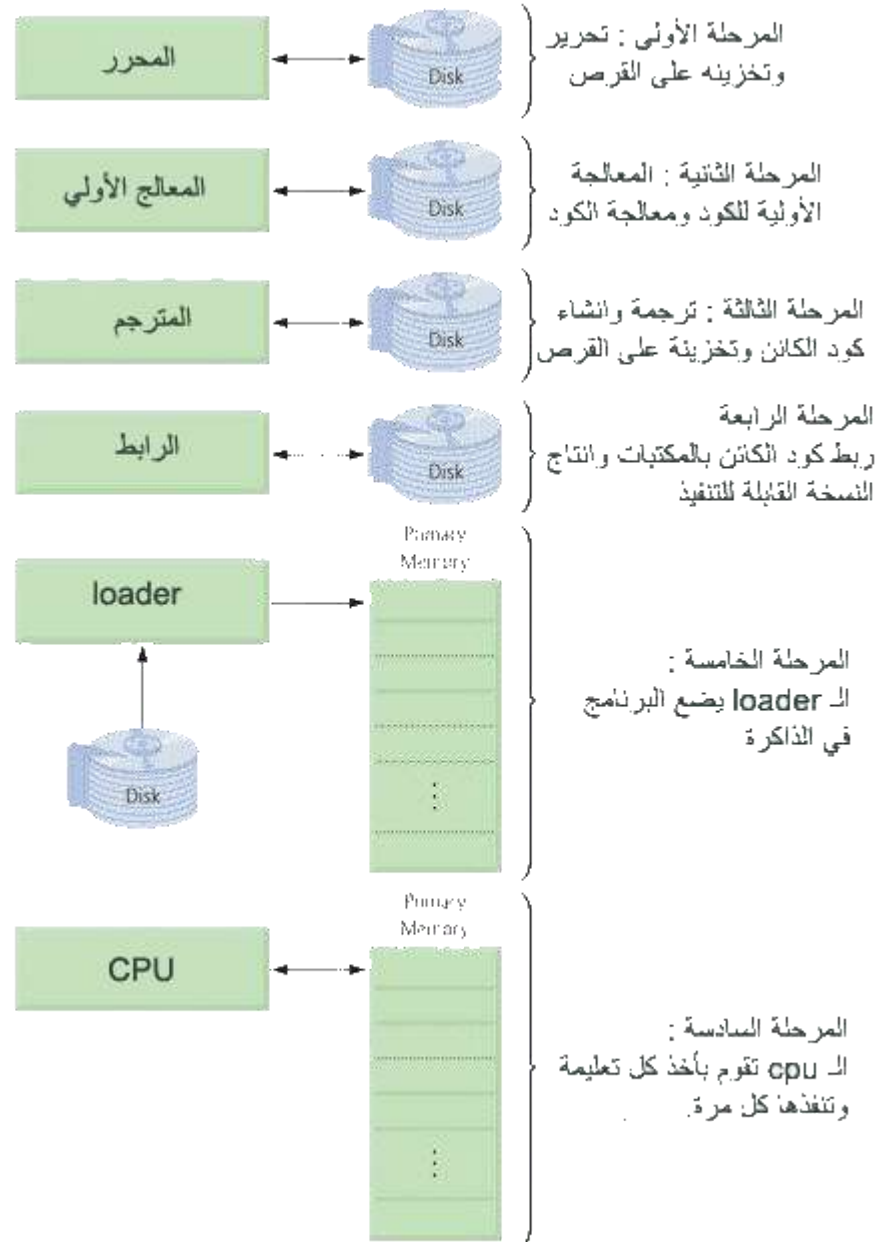 المرحلة الأولى : تحرير
وتخزينه على القرص
Disk
المحرر
المرحلة الثانية : المعالجة
الأولية للكود ومعالجة الكود
Disk
المعالج الأولي
المرحلة الثالثة : ترجمة وانشاء
كود الكائن وتخزينة على القرص
Disk
المترجم
المرحلة الرابعة
ربط كود الكائن بالمكتبات وانتاج
النسخة القابلة للتنفيذ
Disk
الرابط
Primary
Memory
loader
Disk
المرحلة الخامسة :
الـ loader يضع البرنامج
في الذاكرة
Primary
Memory
CPU
المرحلة السادسة :
الـ cpu تقوم بأخذ كل تعليمة
وتنفذها كل مرة.